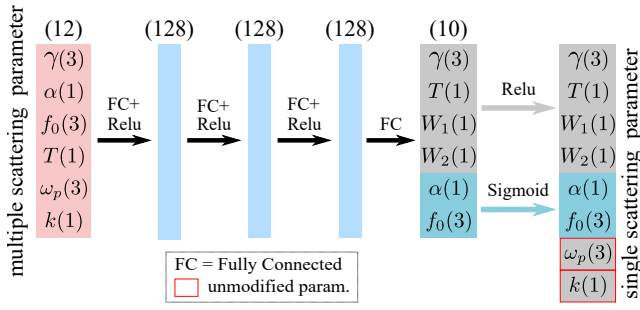 (12)
(128)
(128)
(128)
(10)
multiple scattering parameter
γ(3)
α(1)
f₀(3)
T(1)
ωₚ(3)
k(1)
FC+
Relu
FC+
Relu
FC+
Relu
FC
γ(3)
T(1)
W₁(1)
W₂(1)
α(1)
f₀(3)
Relu
Sigmoid
γ(3)
T(1)
W₁(1)
W₂(1)
α(1)
f₀(3)
ωₚ(3)
k(1)
single scattering parameter
FC = Fully Connected
unmodified param.